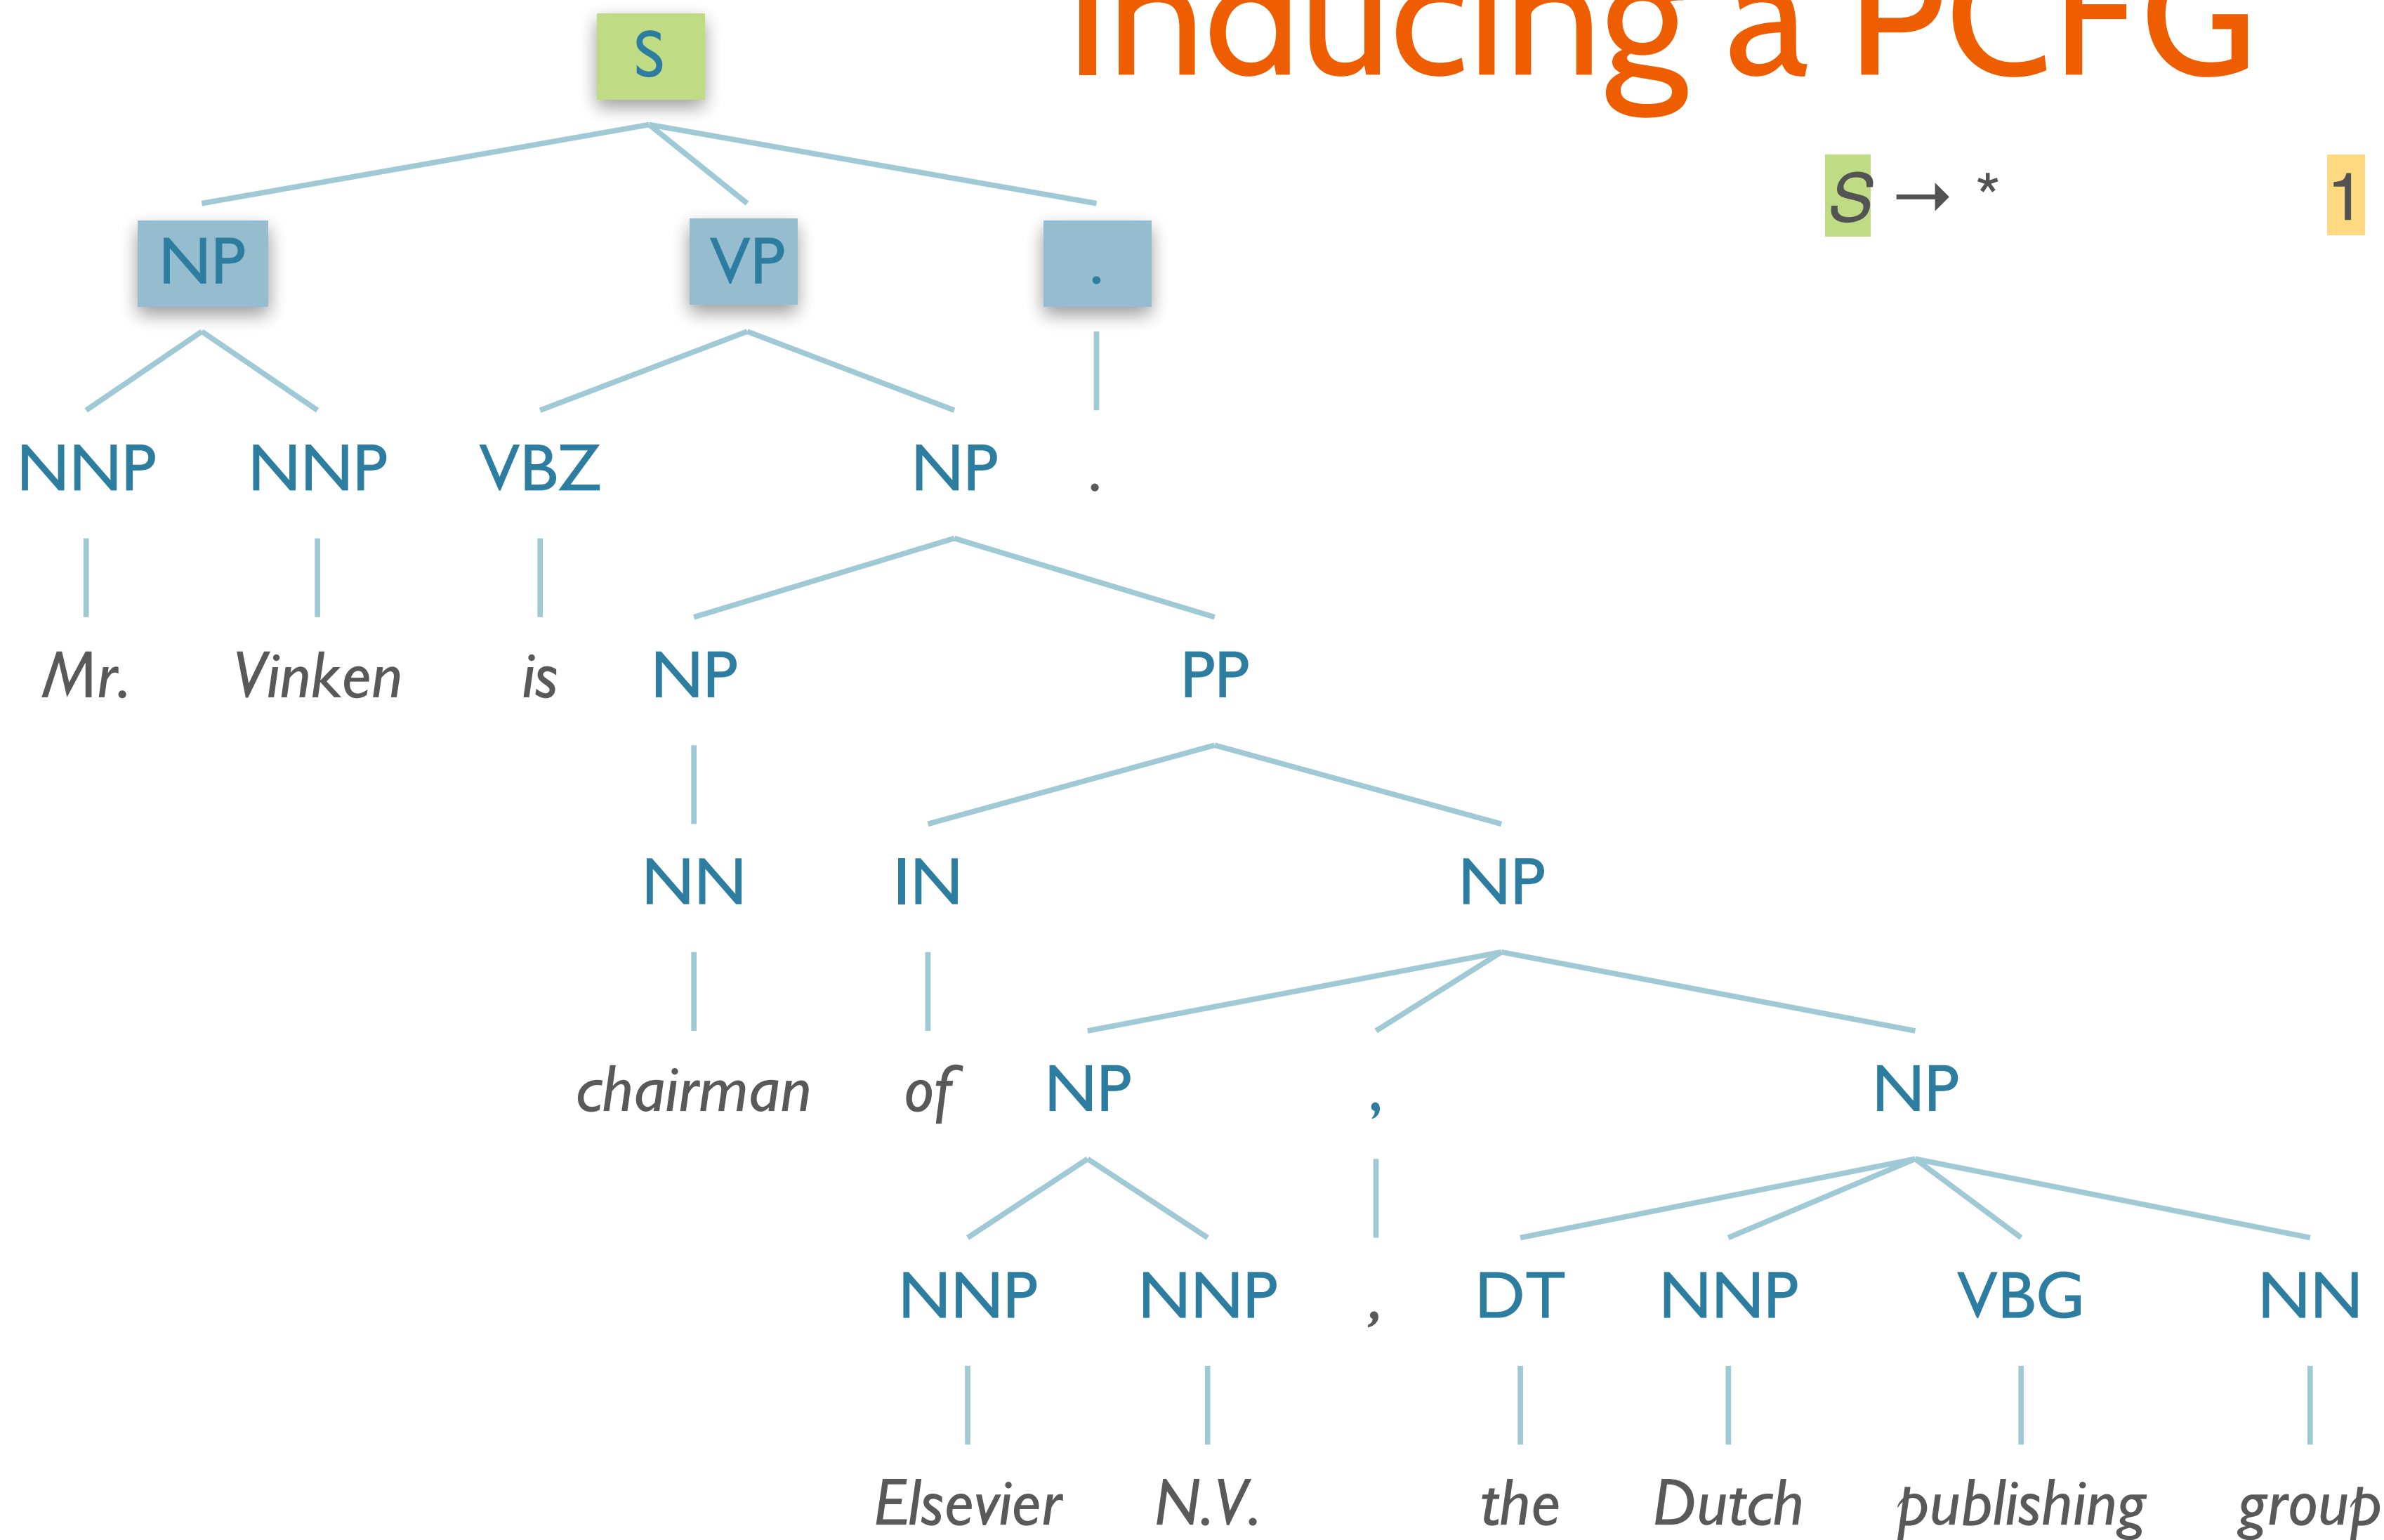 Inducing a PCFG
S
S → * 1
NP VP .
NNP NNP VBZ NP .
Mr. Vinken is NP PP
NN IN NP
chairman of NP , NP
NNP NNP , DT NNP VBG NN
Elsevier N.V. the Dutch publishing group